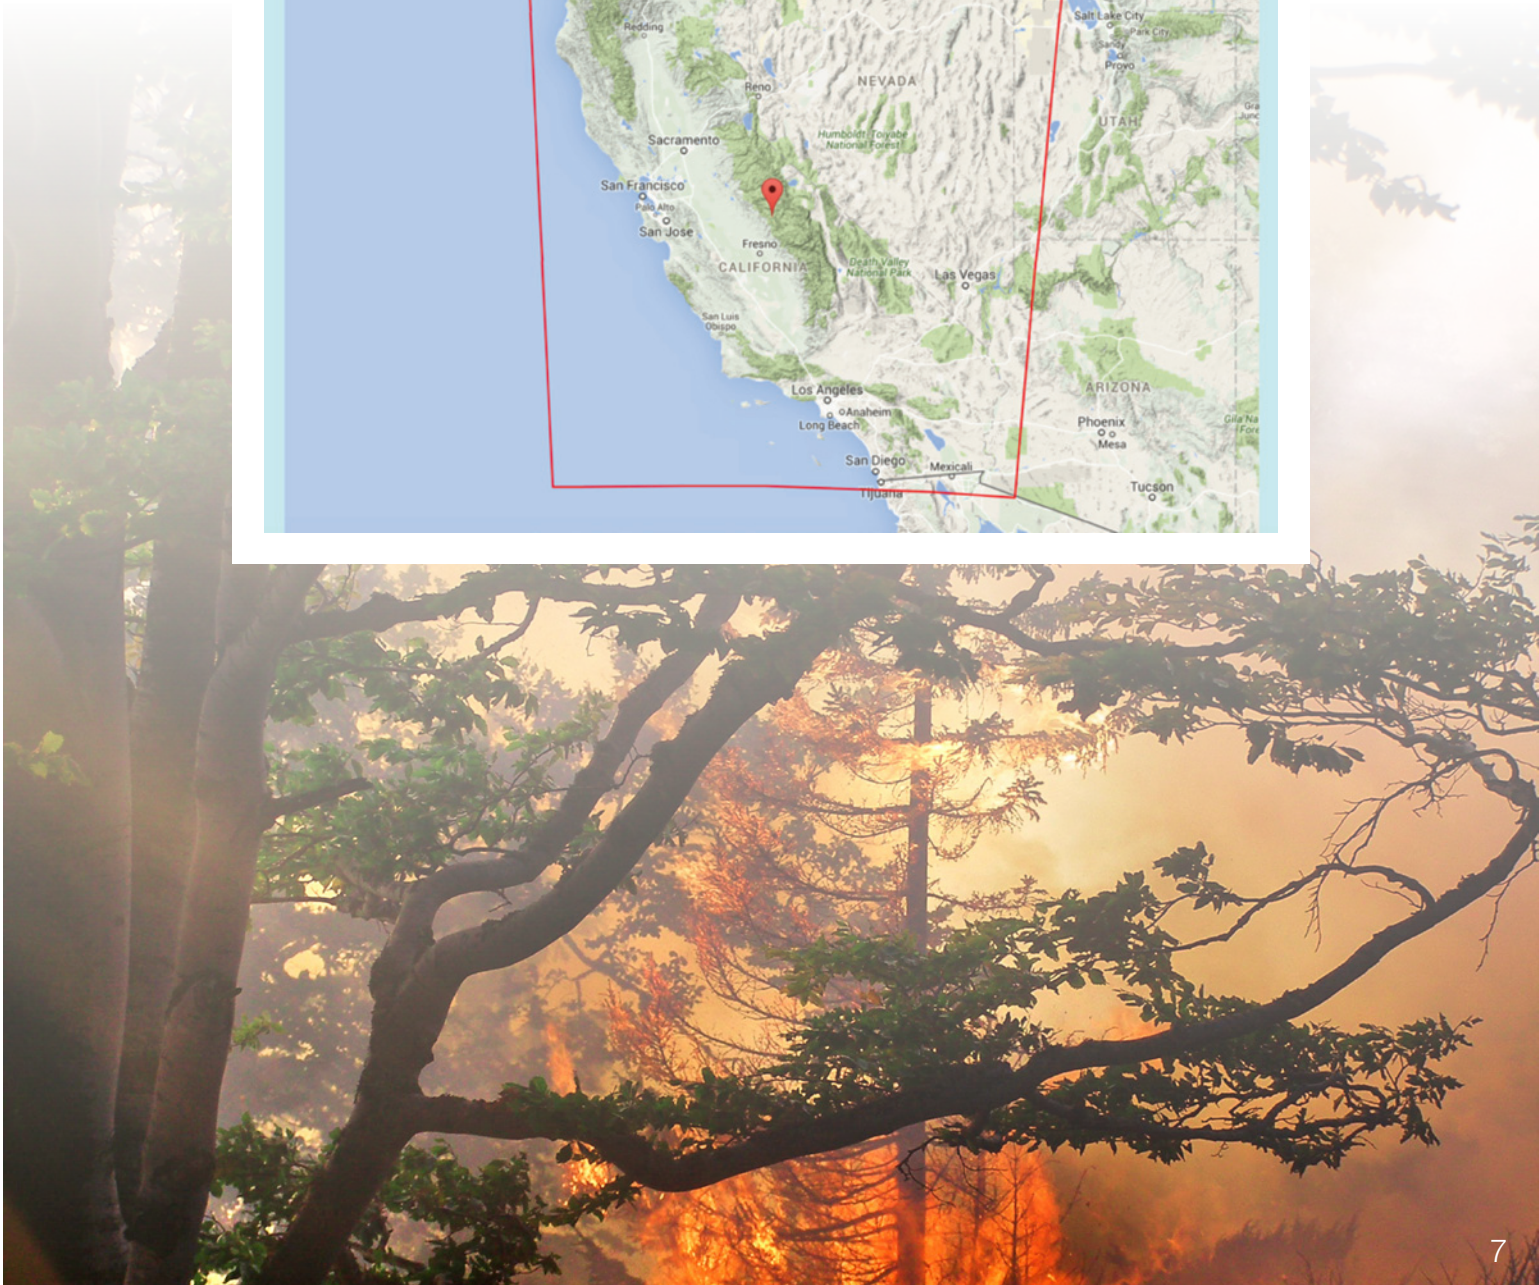 Salt Lake City
Redding
Park City
Sandy
Provo
NEVADA
Reno
UTAH
Humboldt-Toiyabe
National Forest
Sacramento
San Francisco
Palo Alto
San Jose
Fresno
CALIFORNIA
Death Valley
National Park
Las Vegas
San Luis
Obispo
Los Angeles
ARIZONA
Anaheim
Long Beach
Phoenix
Mesa
San Diego
Mexicali
Tijuana
Tucson
7